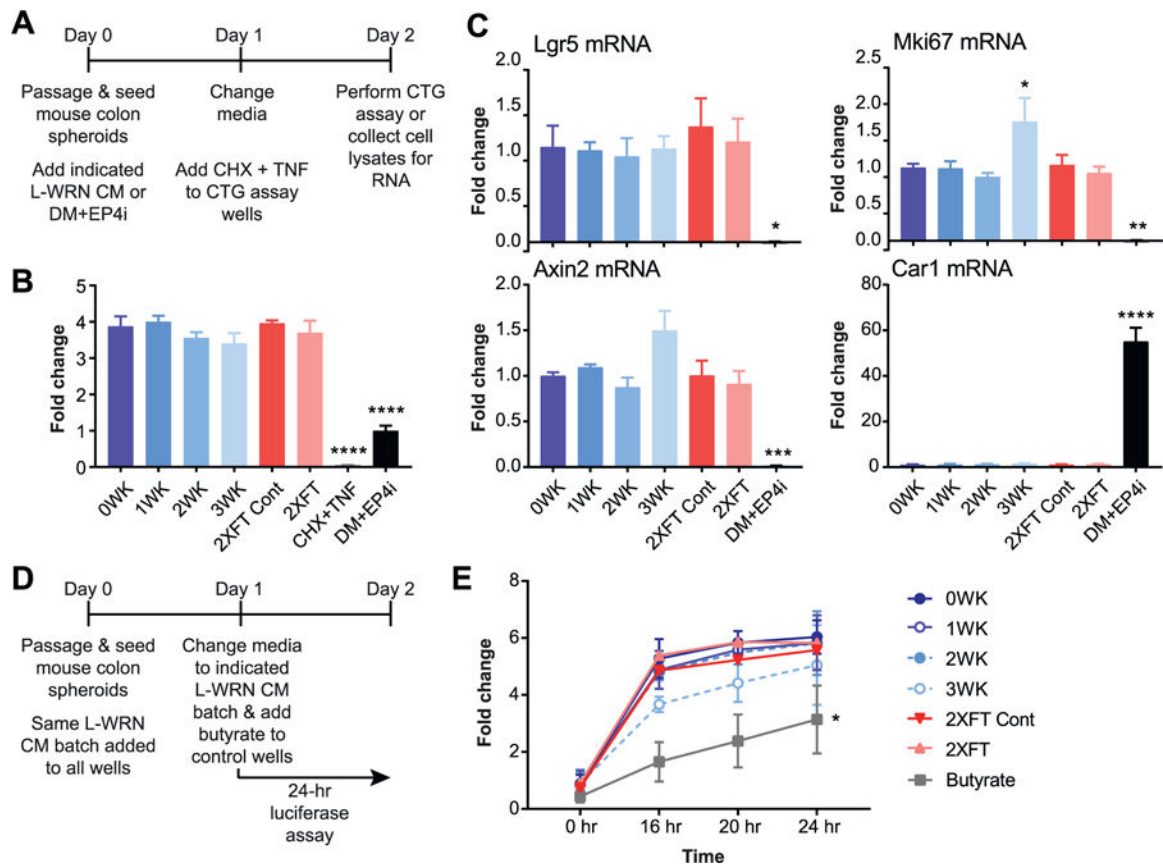 A
Day 0
Day 1
Day 2
Passage & seed
mouse colon
spheroids
Add indicated
L-WRN CM or
DM+EP4i
Change
media
Add CHX + TNF
to CTG assay
wells
Perform CTG
assay or
collect cell
lysates for
RNA
B
Fold change
5
4
3
2
1
0
****
****
0WK
1WK
2WK
3WK
2XFT Cont
2XFT
CHX+TNF
DM+EP4i
C
Lgr5 mRNA
Fold change
2.0
1.5
1.0
0.5
0.0
*
Mki67 mRNA
Fold change
2.5
2.0
1.5
1.0
0.5
0.0
*
**
Axin2 mRNA
Fold change
2.0
1.5
1.0
0.5
0.0
***
0WK
1WK
2WK
3WK
2XFT Cont
2XFT
DM+EP4i
Car1 mRNA
Fold change
80
60
40
20
0
****
0WK
1WK
2WK
3WK
2XFT Cont
2XFT
DM+EP4i
D
Day 0
Day 1
Day 2
Passage & seed
mouse colon
spheroids
Same L-WRN
CM batch added
to all wells
Change media
to indicated
L-WRN CM
batch & add
butyrate to
control wells
24-hr
luciferase
assay
E
Fold change
8
6
4
2
0
*
0 hr
16 hr
20 hr
24 hr
Time
0WK
1WK
2WK
3WK
2XFT Cont
2XFT
Butyrate